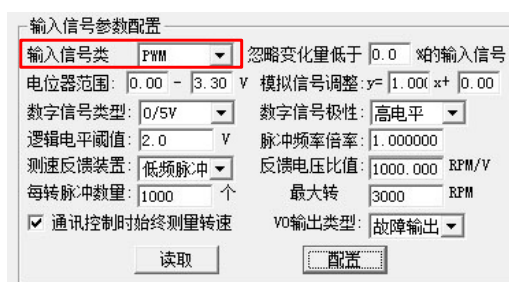 输入信号参数配置
输入信号类 PWM 忽略变化量低于 0.0 %的输入信号
电位器范围: 0.00 - 3.30 V 模拟信号调整:y= 1.00( x+ 0.00
数字信号类型: 0/5V 数字信号极性: 高电平
逻辑电平阈值: 2.0 V 脉冲频率倍率: 1.000000
测速反馈装置: 低频脉冲 反馈电压比值: 1000.000 RPM/V
每转脉冲数量: 1000 个 最大转 3000 RPM
通讯控制时始终测量转速 VO输出类型: 故障输出
读取 配置